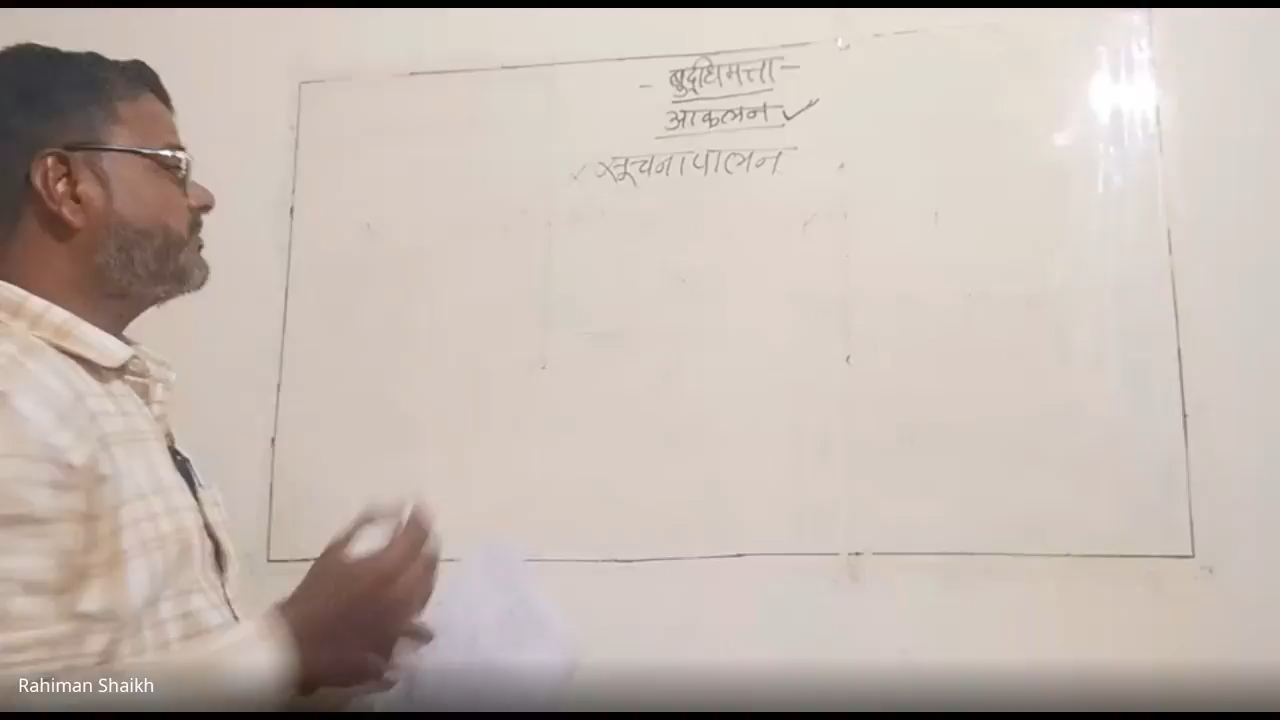 - बुद्धिमत्ता -
आकलन ✓
सूचनापालन
Rahiman Shaikh